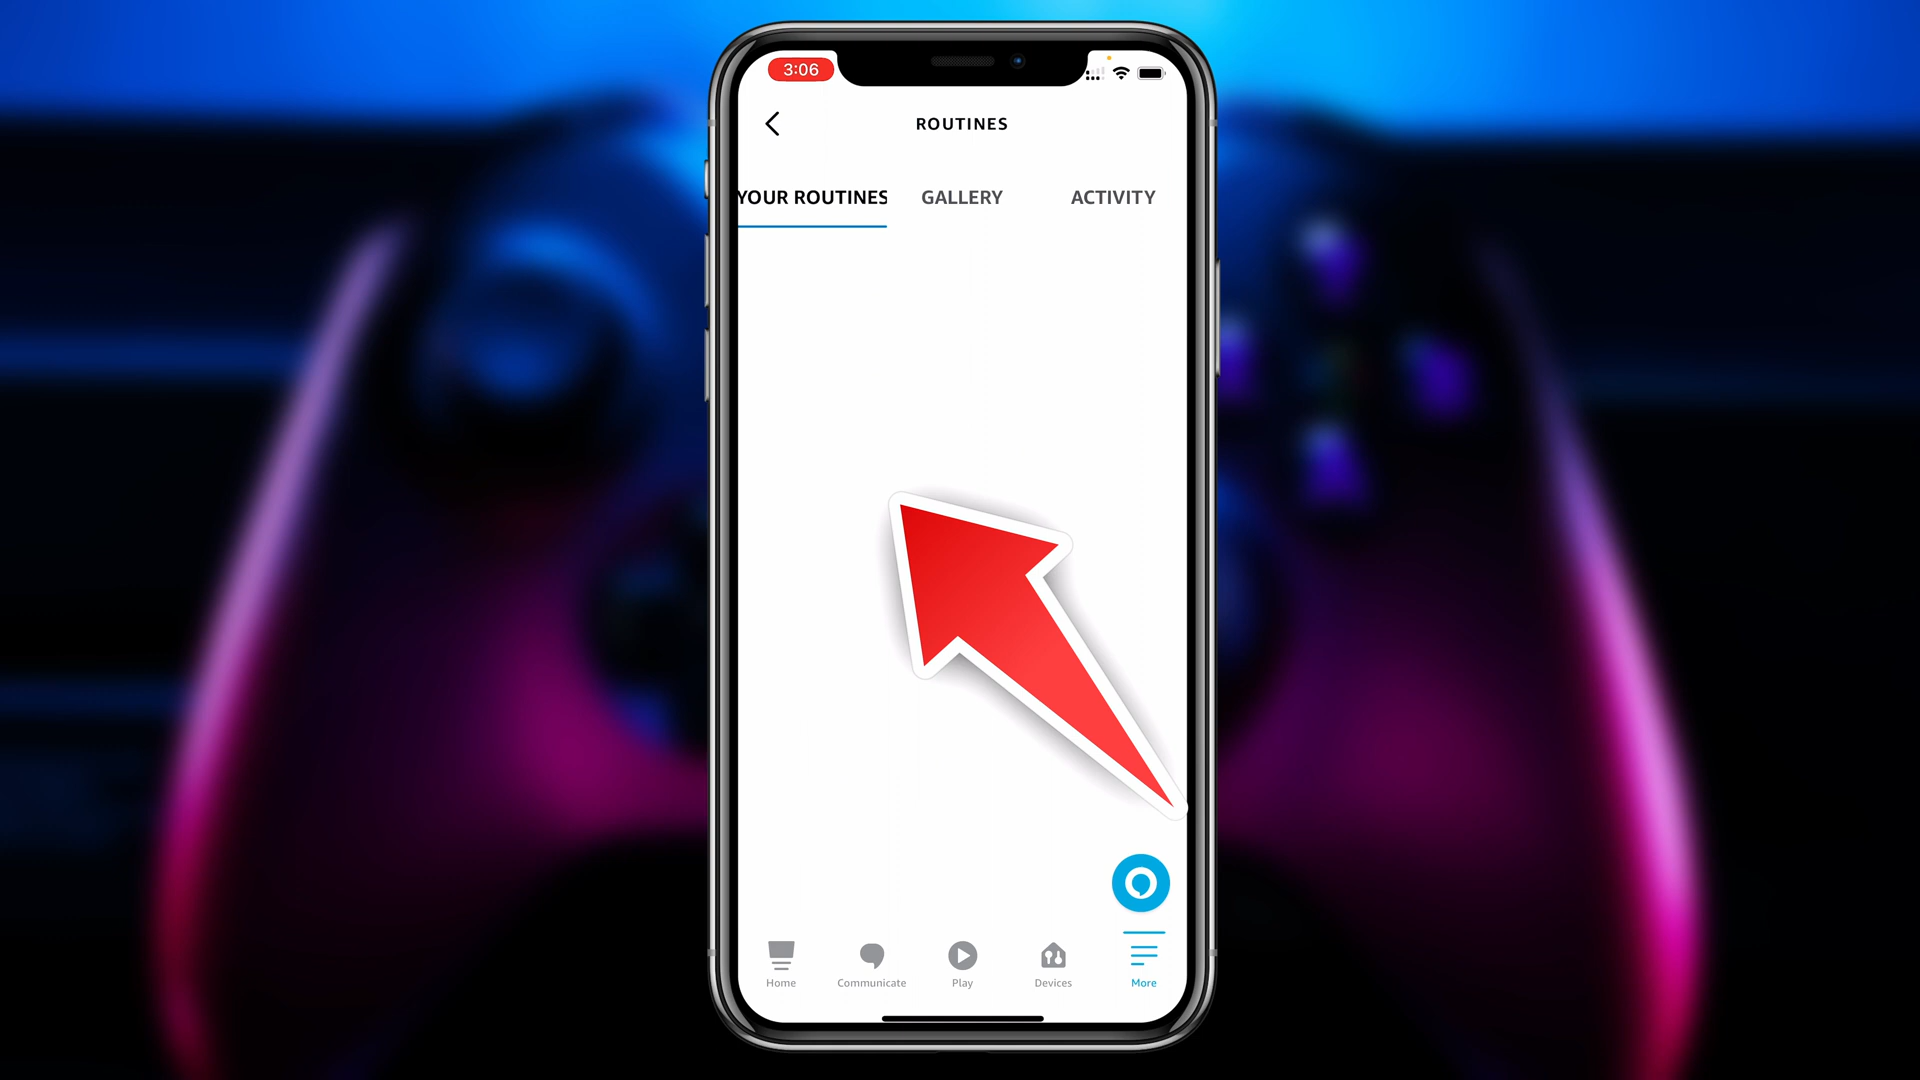 3:06
ROUTINES
YOUR ROUTINES GALLERY ACTIVITY
Home Communicate Play Devices More